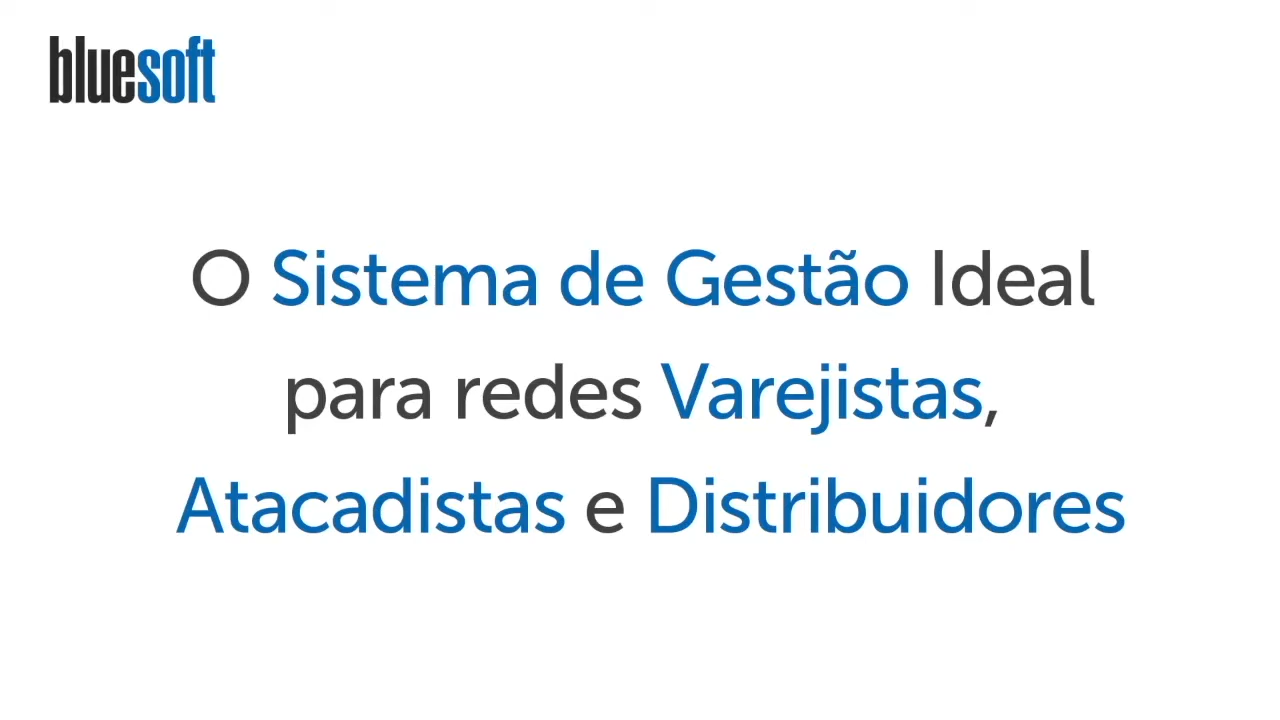 bluesoft
O Sistema de Gestão Ideal
para redes Varejistas,
Atacadistas e Distribuidores